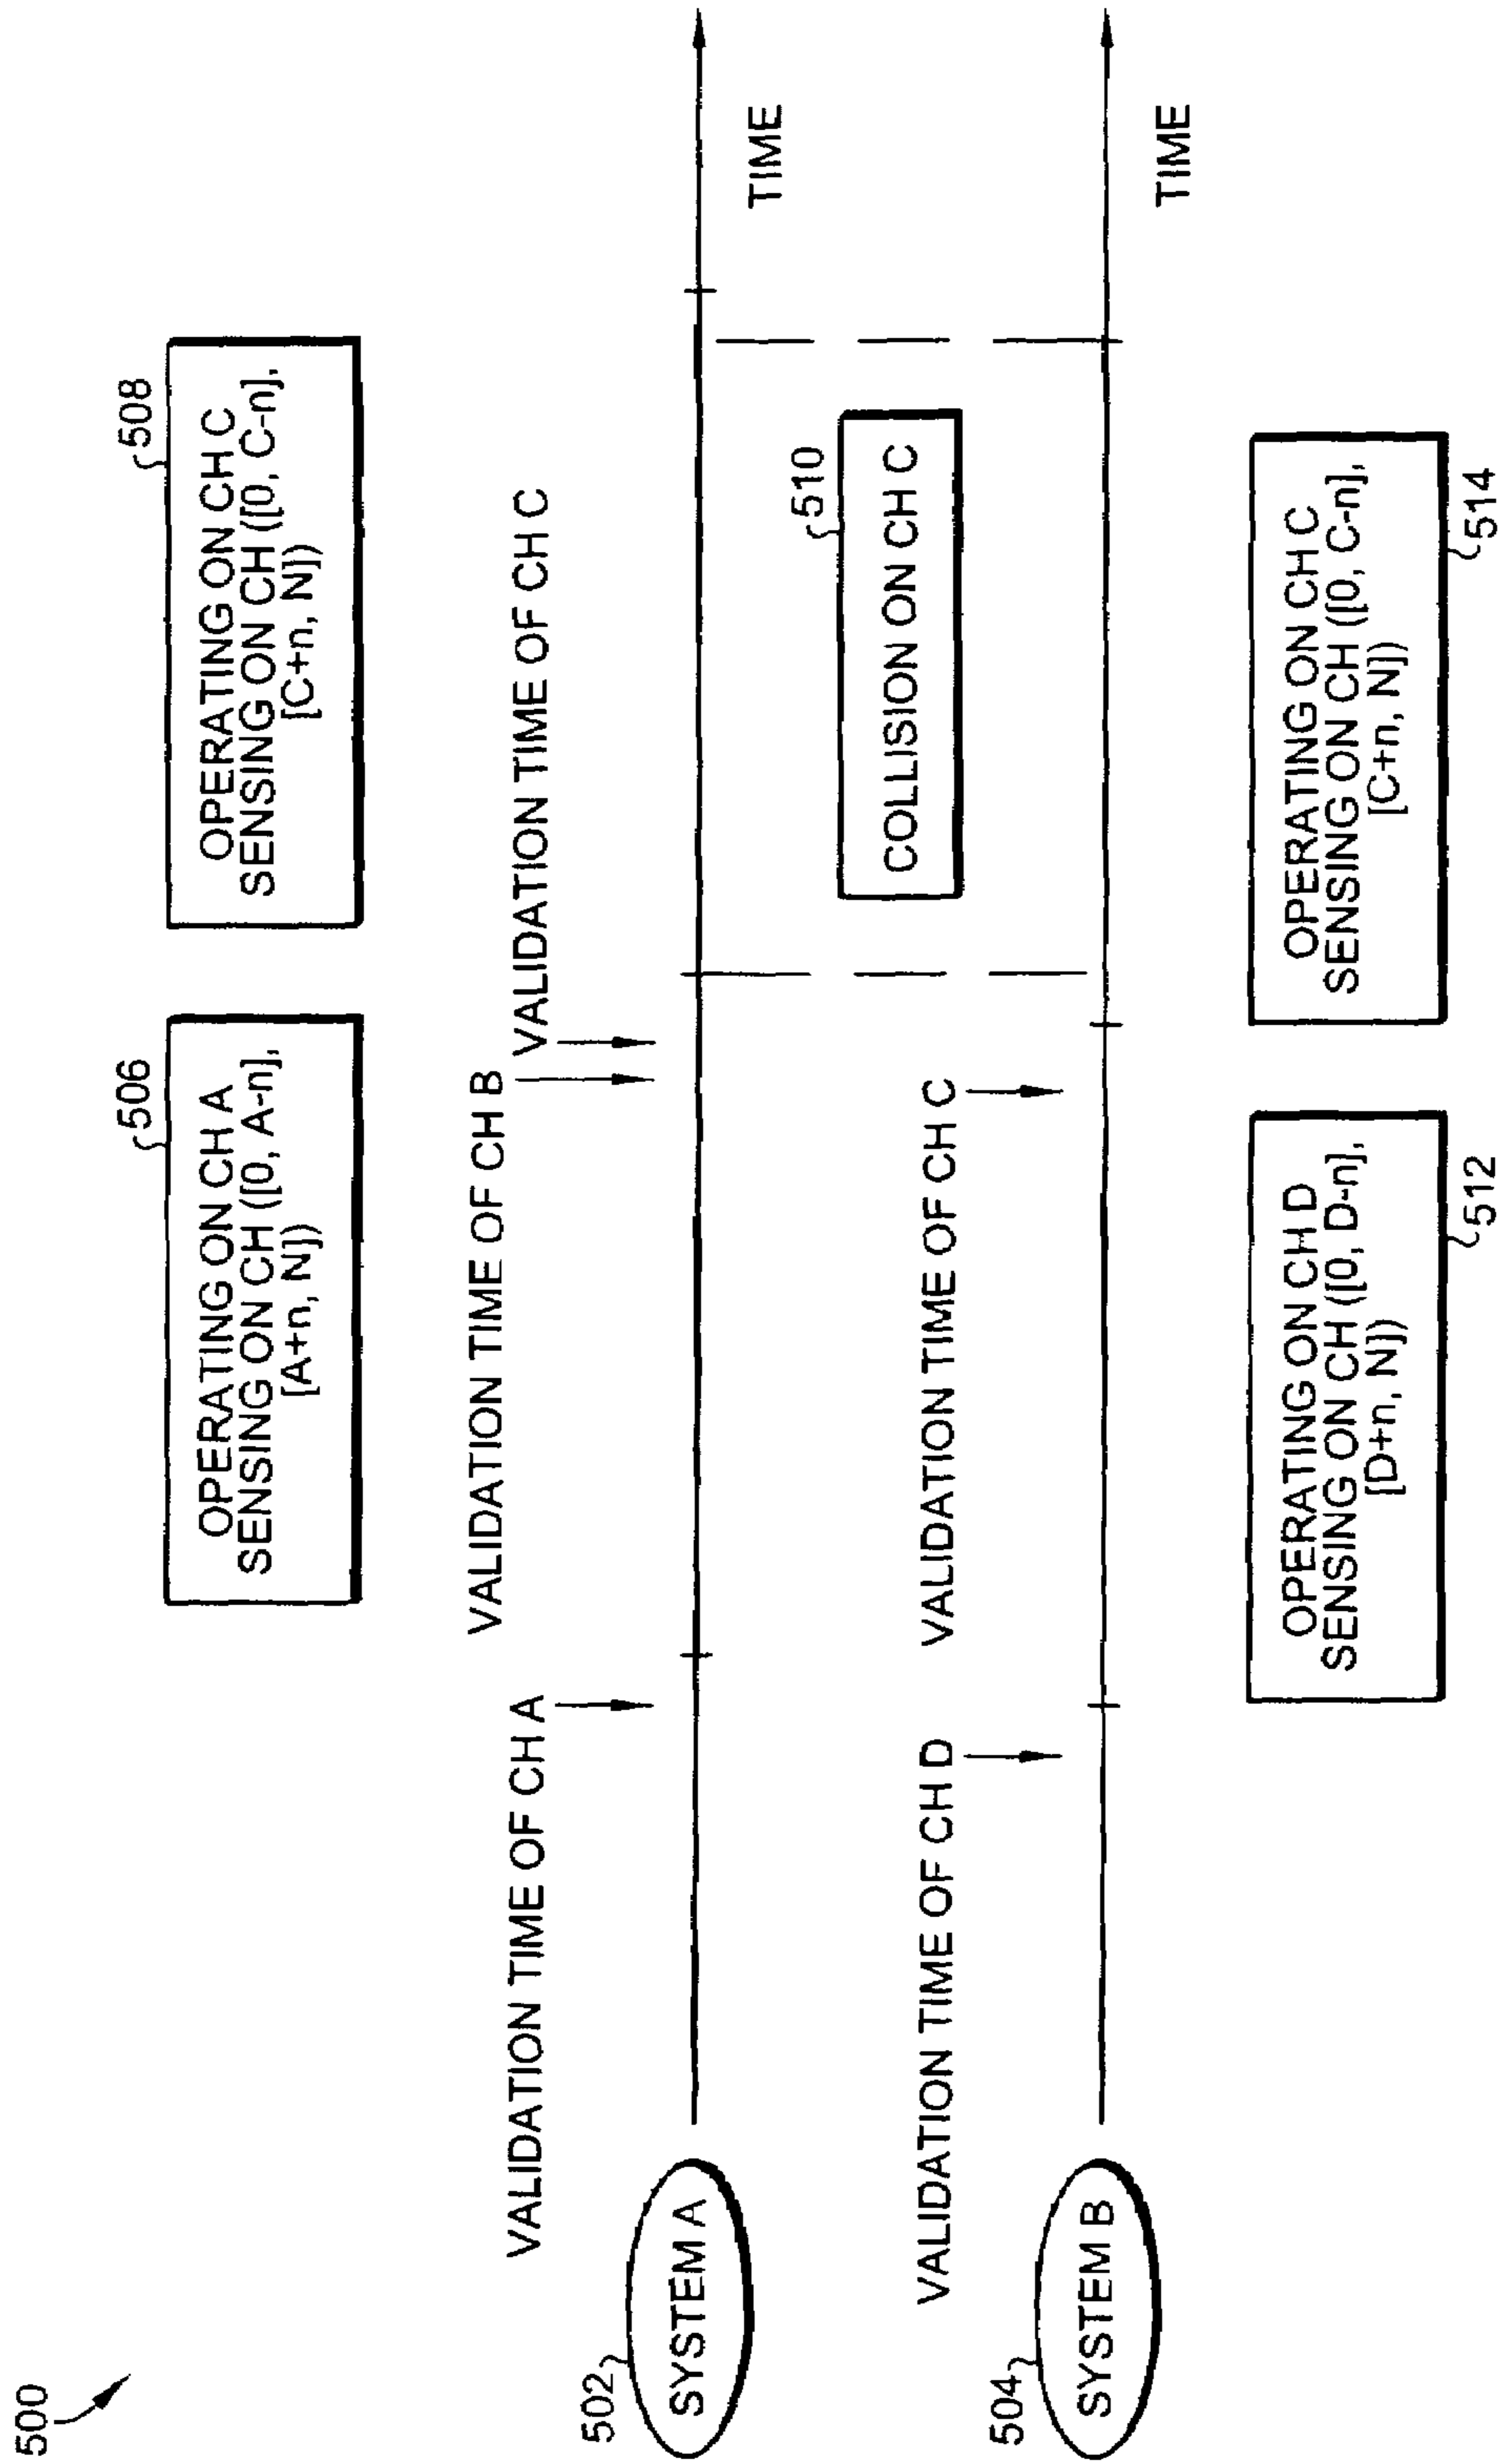 500
506
OPERATING ON CH A
SENSING ON CH ([0, A-n],
[A+n, N])
508
OPERATING ON CH C
SENSING ON CH ([0, C-n],
[C+n, N])
VALIDATION TIME OF CH A
VALIDATION TIME OF CH B
VALIDATION TIME OF CH C
502
SYSTEM A
TIME
510
COLLISION ON CH C
VALIDATION TIME OF CH D
VALIDATION TIME OF CH C
504
SYSTEM B
TIME
OPERATING ON CH D
SENSING ON CH ([0, D-n],
[D+n, N])
512
OPERATING ON CH C
SENSING ON CH ([0, C-n],
[C+n, N])
514